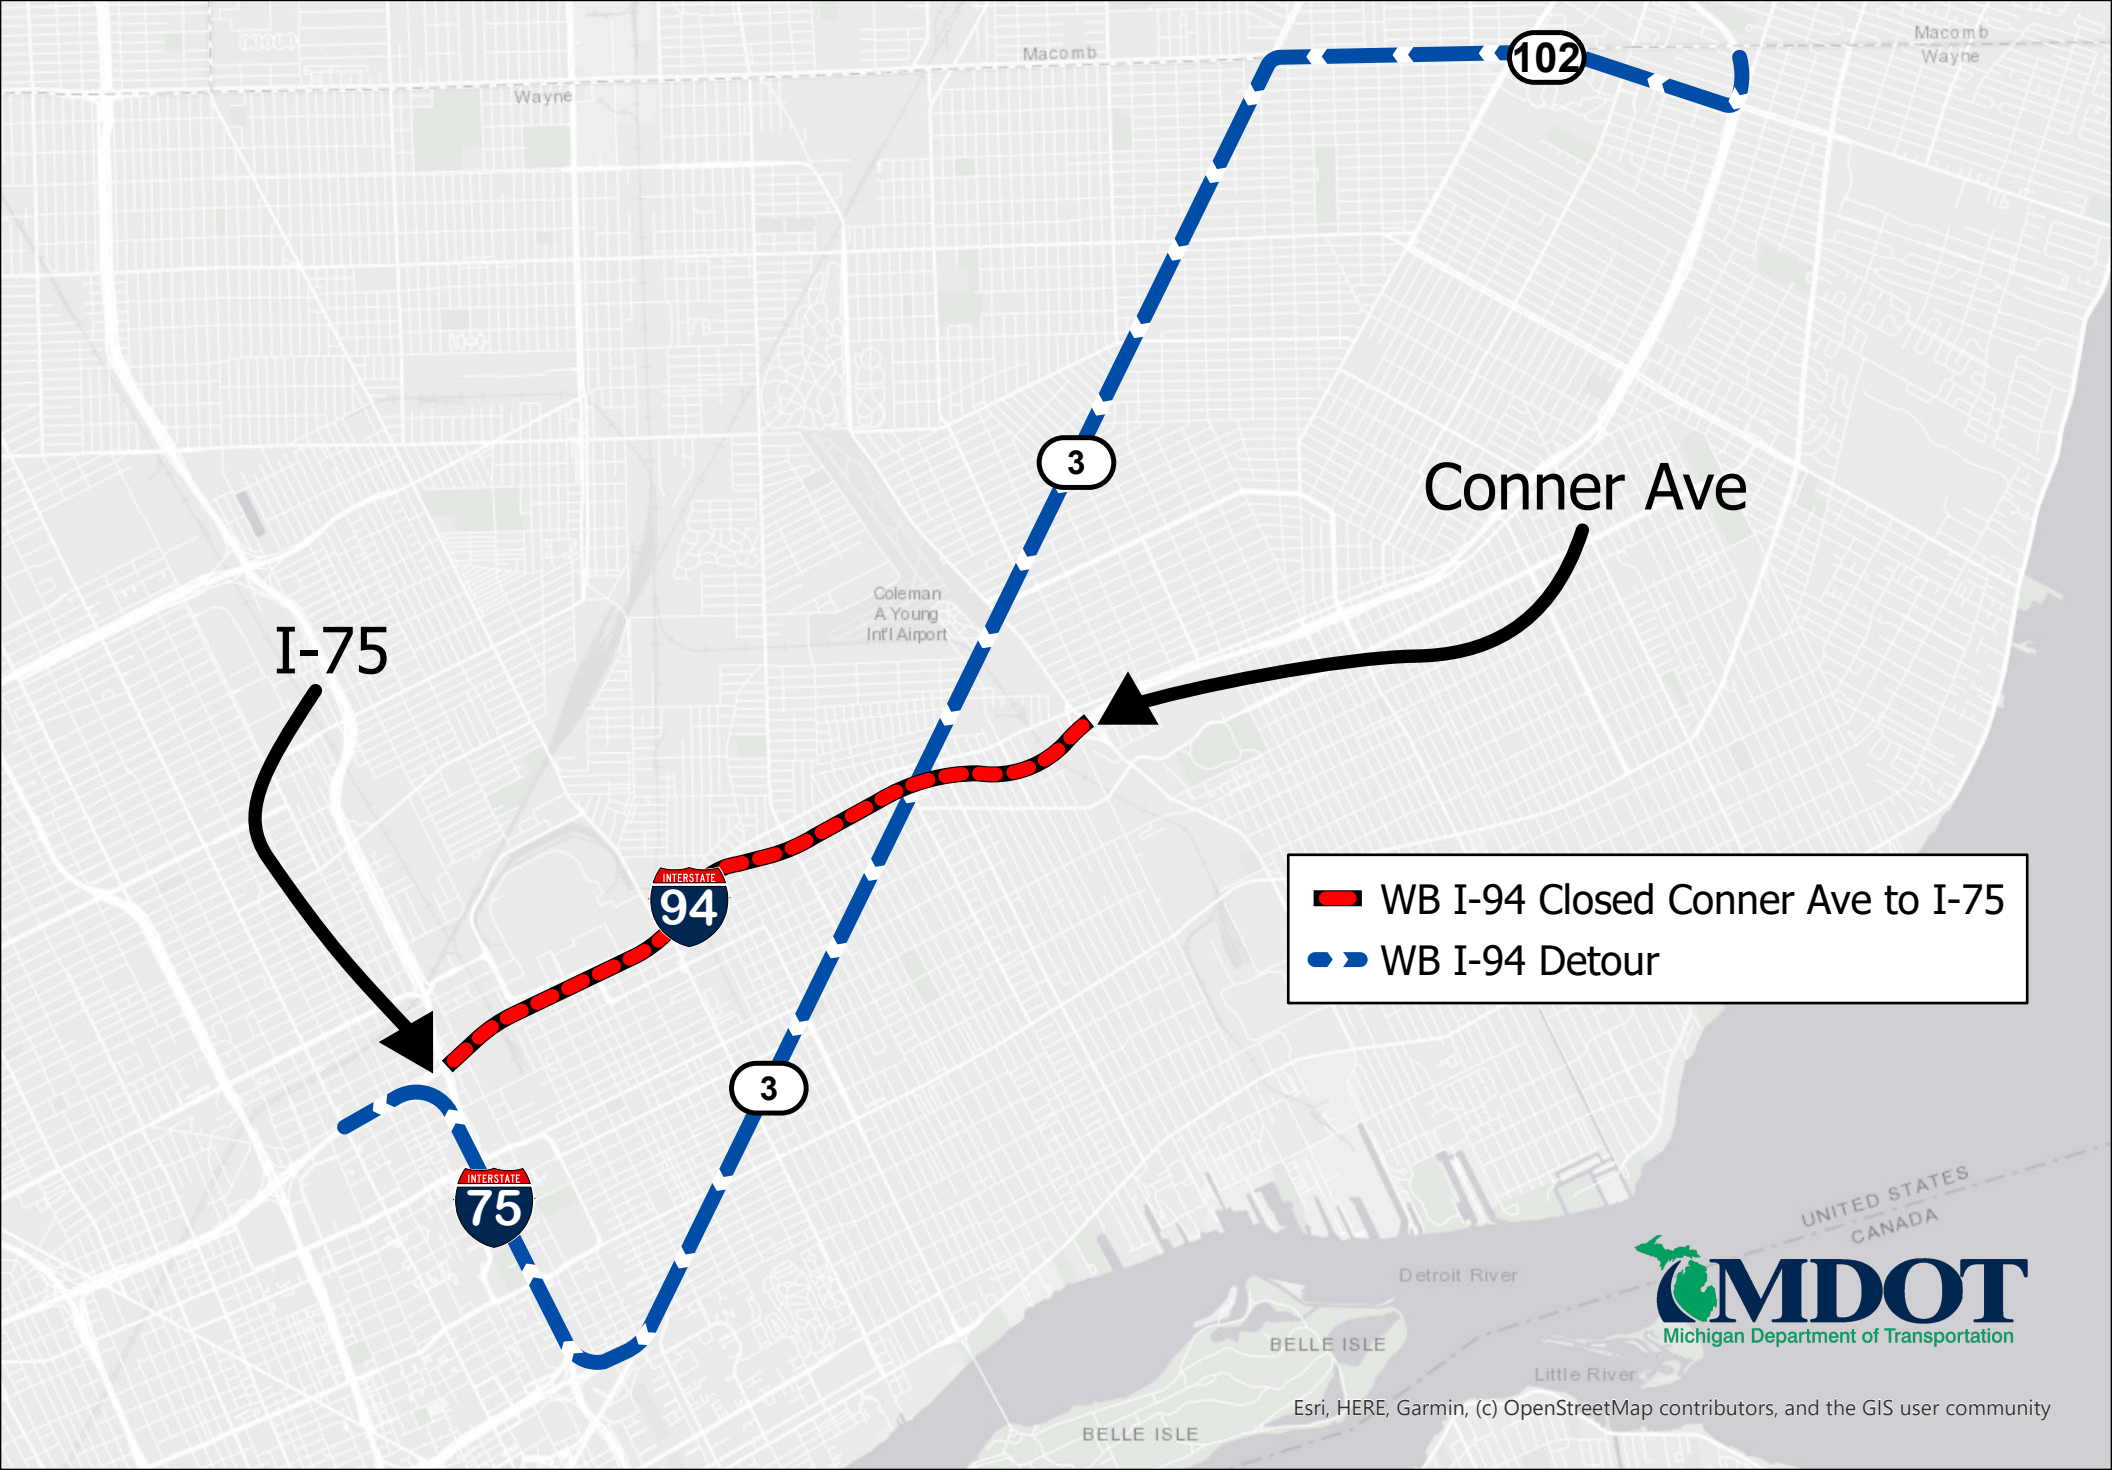 Macomb
Wayne
Macomb
Wayne
102
3
Conner Ave
Coleman
A Young
Int'l Airport
I-75
INTERSTATE
94
WB I-94 Closed Conner Ave to I-75
WB I-94 Detour
3
INTERSTATE
75
UNITED STATES
CANADA
Detroit River
MDOT
Michigan Department of Transportation
BELLE ISLE
Little River
Esri, HERE, Garmin, (c) OpenStreetMap contributors, and the GIS user community
BELLE ISLE